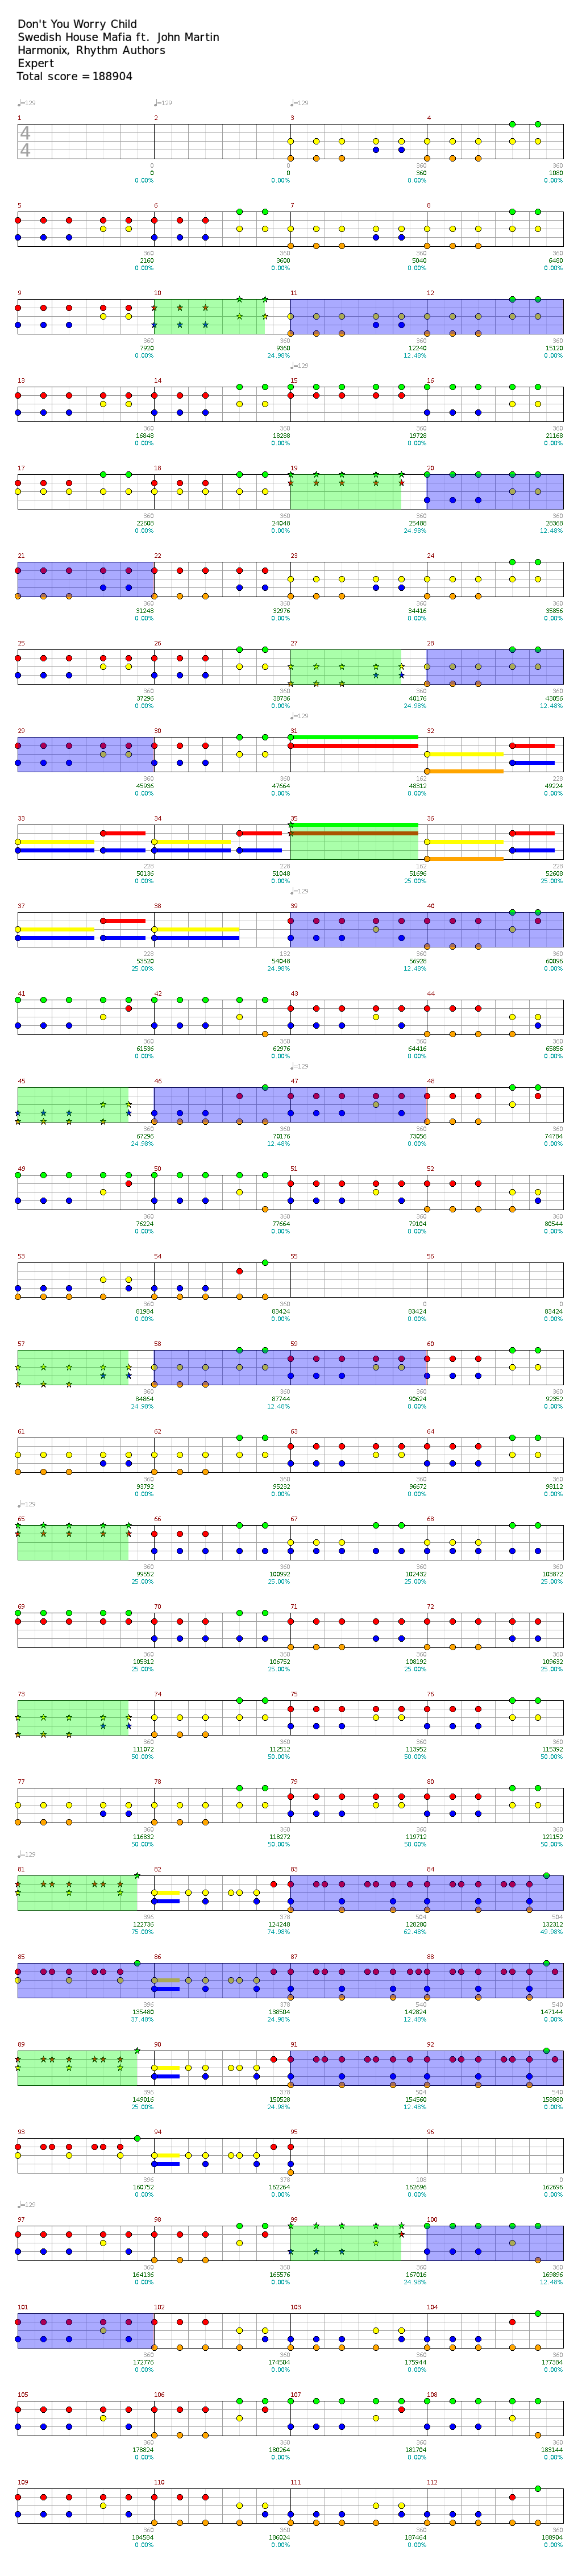 Don't You Worry Child
Swedish House Mafia ft. John Martin
Harmonix, Rhythm Authors
Expert
Total score = 188904
♩=129 ♩=129 ♩=129
1 2 3 4
4
4
0 0 360 360
0 0 360 1080
0.00% 0.00% 0.00% 0.00%
5 6 7 8
360 360 360 360
2160 3600 5040 6480
0.00% 0.00% 0.00% 0.00%
9 10 11 12
360 360 360 360
7920 9360 12240 15120
0.00% 24.98% 12.48% 0.00%
♩=129
13 14 15 16
360 360 360 360
16848 18288 19728 21168
0.00% 0.00% 0.00% 0.00%
17 18 19 20
360 360 360 360
22608 24048 25488 28368
0.00% 0.00% 24.98% 12.48%
21 22 23 24
360 360 360 360
31248 32976 34416 35856
0.00% 0.00% 0.00% 0.00%
25 26 27 28
360 360 360 360
37296 38736 40176 43056
0.00% 0.00% 24.98% 12.48%
♩=129
29 30 31 32
360 360 162 228
45936 47664 48312 49224
0.00% 0.00% 0.00% 0.00%
33 34 35 36
228 228 162 228
50136 51048 51696 52608
0.00% 0.00% 25.00% 25.00%
♩=129
37 38 39 40
228 132 360 360
53520 54048 56928 60096
25.00% 24.98% 12.48% 0.00%
41 42 43 44
360 360 360 360
61536 62976 64416 65856
0.00% 0.00% 0.00% 0.00%
♩=129
45 46 47 48
360 360 360 360
67296 70176 73056 74784
24.98% 12.48% 0.00% 0.00%
49 50 51 52
360 360 360 360
76224 77664 79104 80544
0.00% 0.00% 0.00% 0.00%
53 54 55 56
360 360 0 0
81984 83424 83424 83424
0.00% 0.00% 0.00% 0.00%
57 58 59 60
360 360 360 360
84864 87744 90624 92352
24.98% 12.48% 0.00% 0.00%
61 62 63 64
360 360 360 360
93792 95232 96672 98112
0.00% 0.00% 0.00% 0.00%
♩=129
65 66 67 68
360 360 360 360
99552 100992 102432 103872
25.00% 25.00% 25.00% 25.00%
69 70 71 72
360 360 360 360
105312 106752 108192 109632
25.00% 25.00% 25.00% 25.00%
73 74 75 76
360 360 360 360
111072 112512 113952 115392
50.00% 50.00% 50.00% 50.00%
77 78 79 80
360 360 360 360
116832 118272 119712 121152
50.00% 50.00% 50.00% 50.00%
♩=129
81 82 83 84
396 378 504 504
122736 124248 128280 132312
75.00% 74.98% 62.48% 49.98%
85 86 87 88
396 378 540 540
135480 138504 142824 147144
37.48% 24.98% 12.48% 0.00%
89 90 91 92
396 378 504 540
149016 150528 154560 158880
25.00% 24.98% 12.48% 0.00%
93 94 95 96
396 378 108 0
160752 162264 162696 162696
0.00% 0.00% 0.00% 0.00%
♩=129
97 98 99 100
360 360 360 360
164136 165576 167016 169896
0.00% 0.00% 24.98% 12.48%
101 102 103 104
360 360 360 360
172776 174504 175944 177384
0.00% 0.00% 0.00% 0.00%
105 106 107 108
360 360 360 360
178824 180264 181704 183144
0.00% 0.00% 0.00% 0.00%
109 110 111 112
360 360 360 360
184584 186024 187464 188904
0.00% 0.00% 0.00% 0.00%